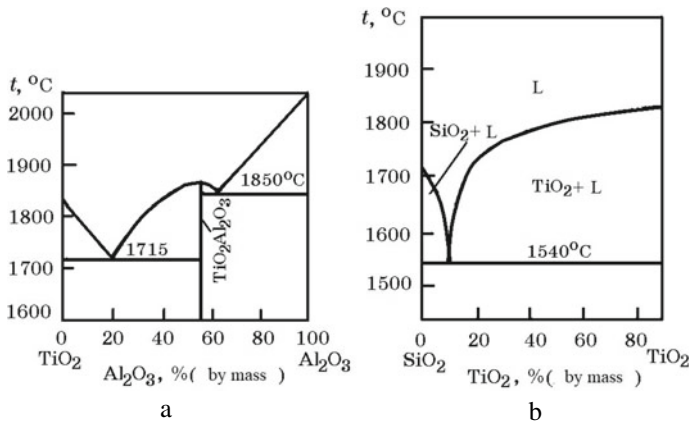 t, °C
2000
1900
1800
1700
1600
1850°C
1715
TiO₂Al₂O₃
0 20 40 60 80 100
TiO₂ Al₂O₃
Al₂O₃, %( by mass )
a
t, °C
1900
1800
1700
1600
1500
L
SiO₂+ L
TiO₂+ L
1540°C
0 20 40 60 80
SiO₂ TiO₂
TiO₂, %( by mass )
b